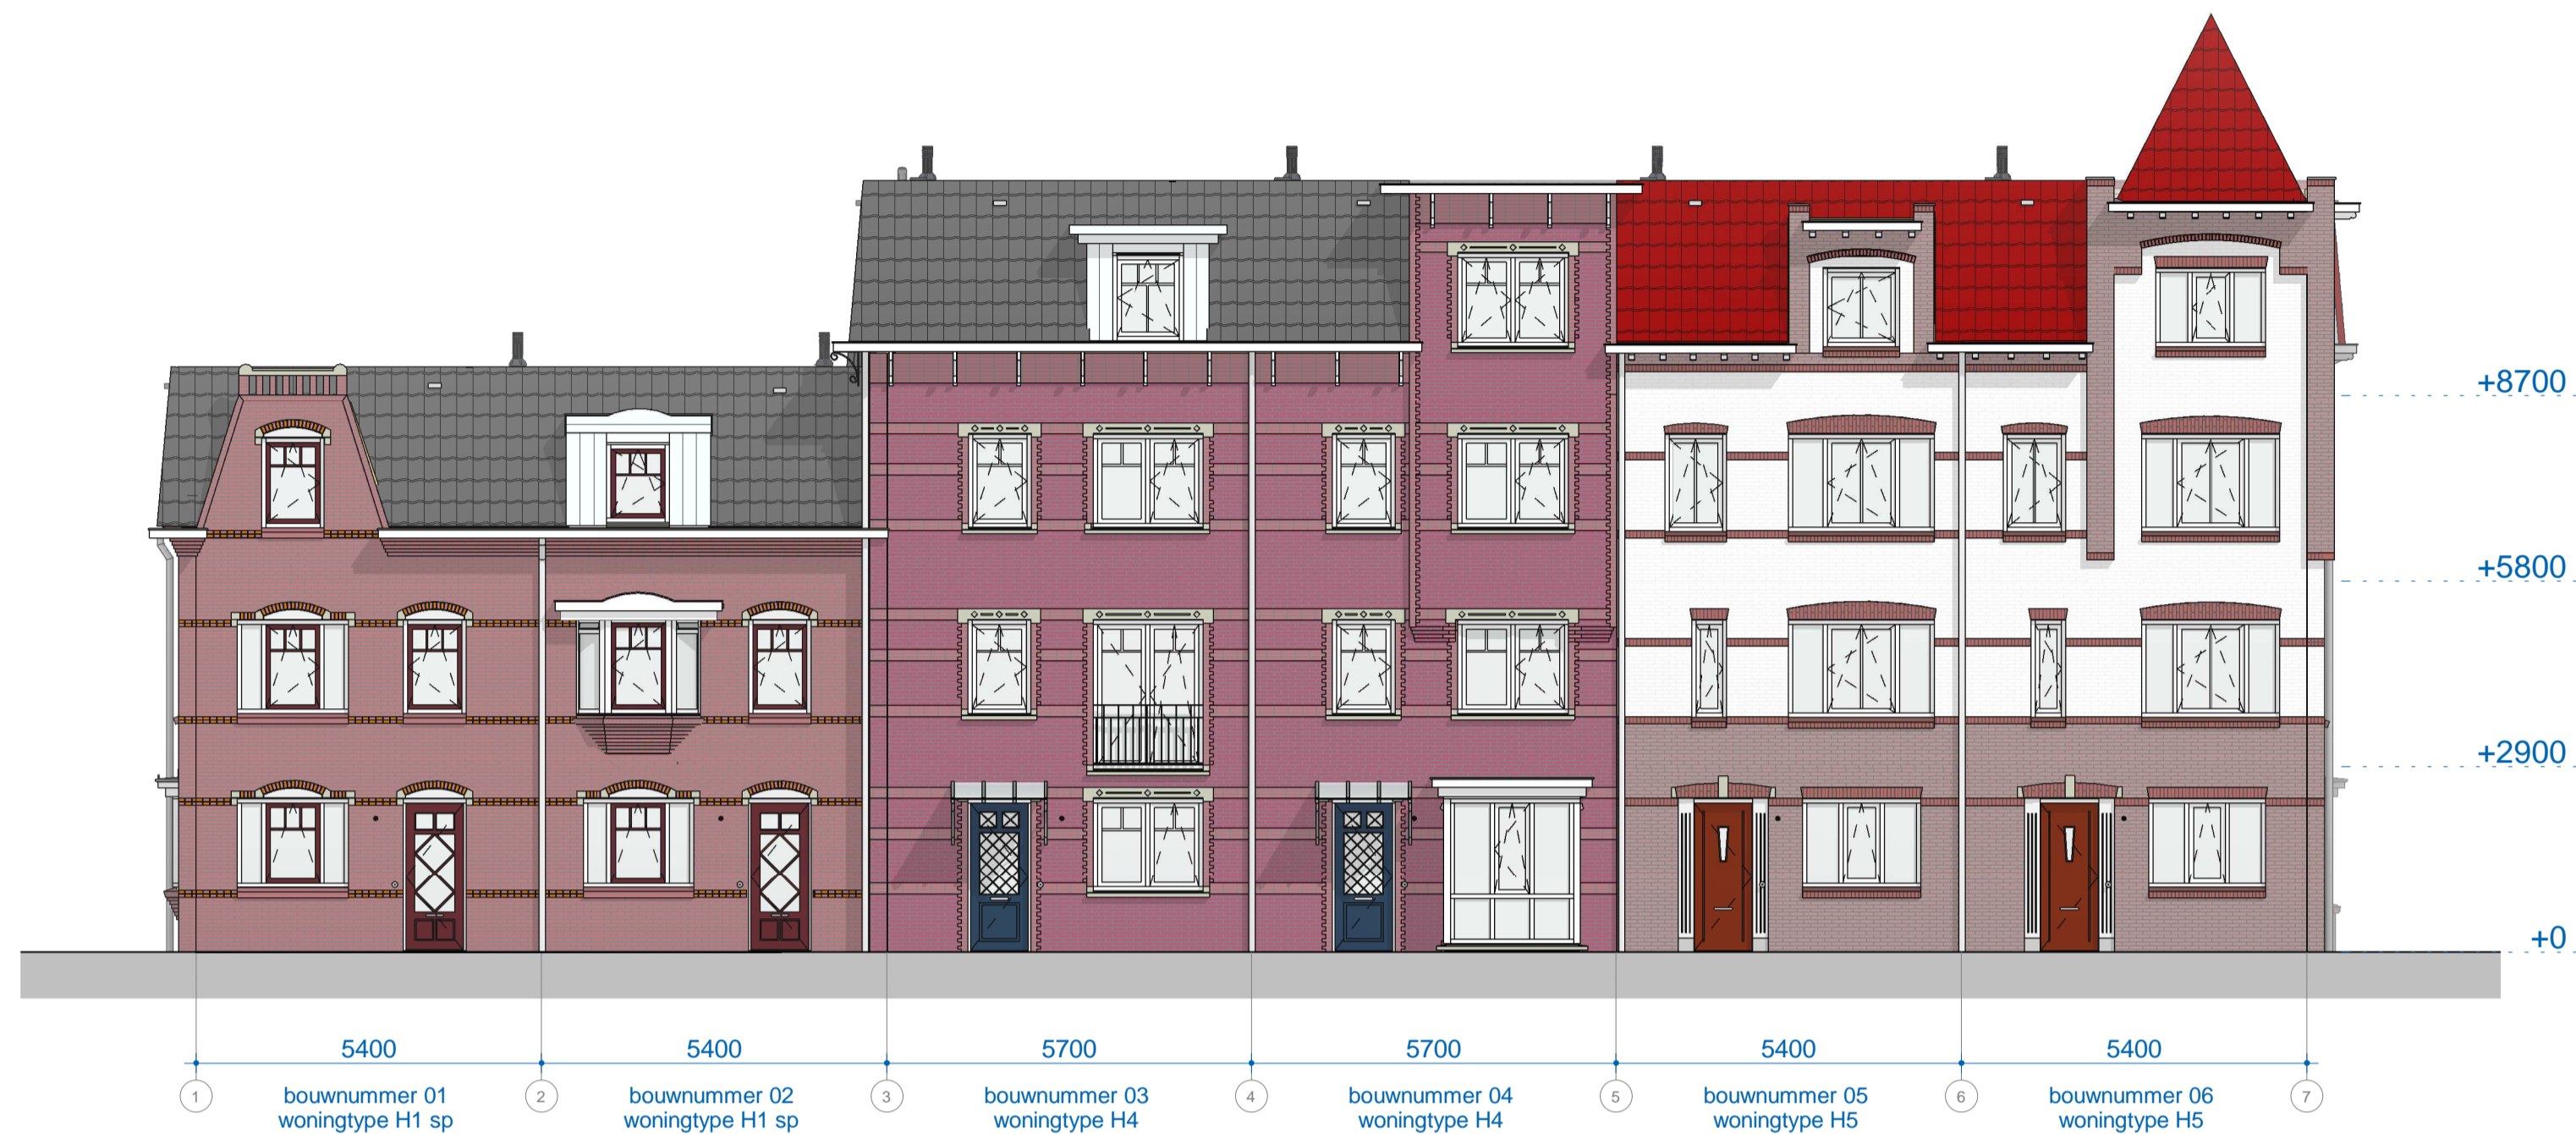 +8700
+5800
+2900
+0
5400 5400 5700 5700 5400 5400
1 2 3 4 5 6 7
bouwnummer 01 bouwnummer 02 bouwnummer 03 bouwnummer 04 bouwnummer 05 bouwnummer 06
woningtype H1 sp woningtype H1 sp woningtype H4 woningtype H4 woningtype H5 woningtype H5